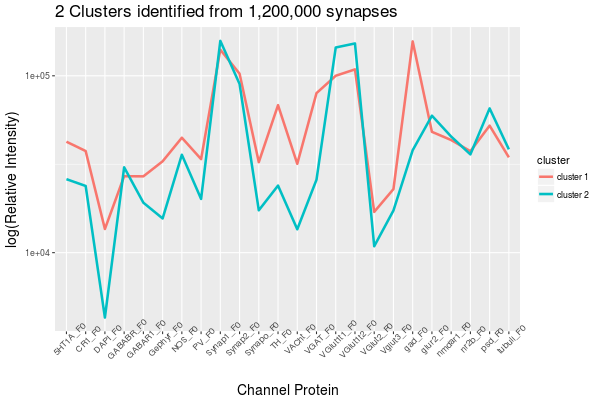 2 Clusters identified from 1,200,000 synapses
log(Relative Intensity)
1e+05
1e+04
5HT1A_F0
CR1_F0
DAPI_F0
GABABR_F0
GABAR1_F0
Gephyr_F0
NOS_F0
PV_F0
Synap1_F0
Synap2_F0
Synapo_F0
TH_F0
VACht_F0
VGAT_F0
VGlut1t1_F0
VGlut1t2_F0
VGlut2_F0
Vglut3_F0
gad_F0
glur2_F0
nmdar1_F0
nr2b_F0
psd_F0
tubuli_F0
Channel Protein
cluster
cluster 1
cluster 2